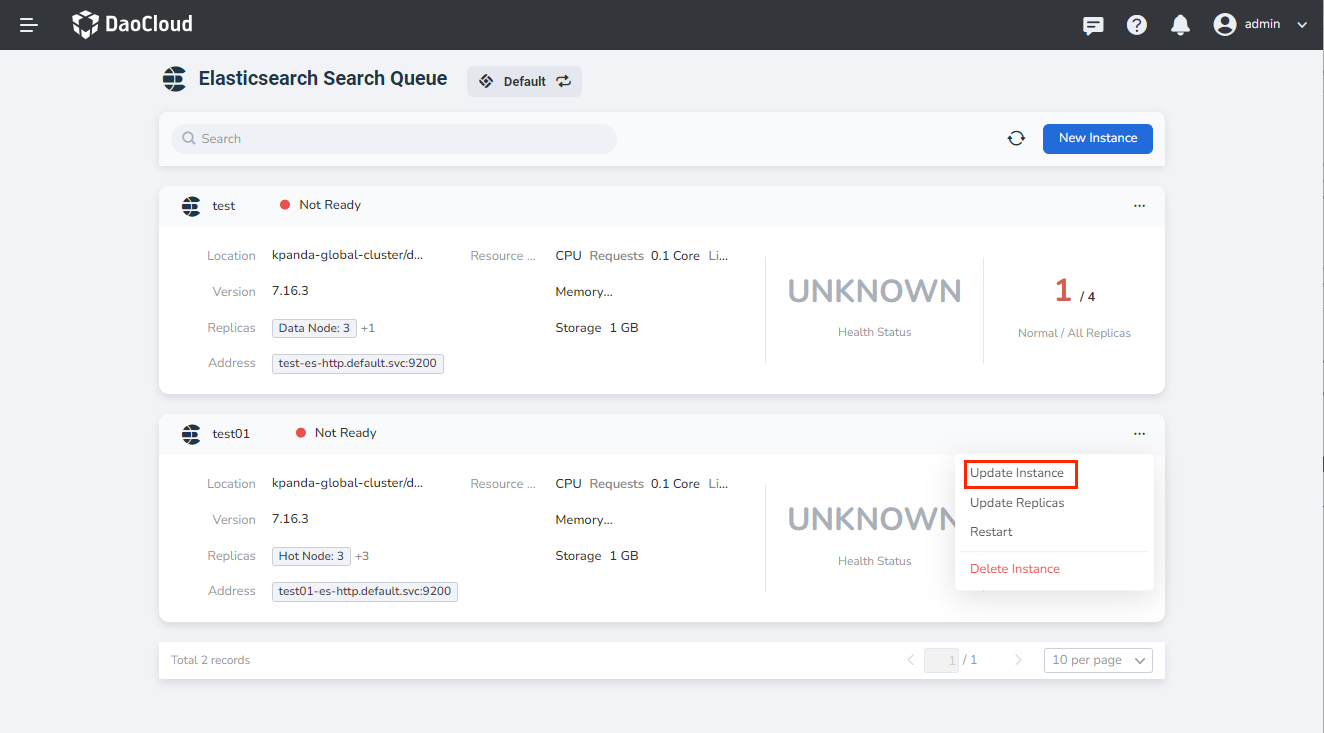 DaoCloud
admin
Elasticsearch Search Queue
Default
Search
New Instance
test
Not Ready
Location kpanda-global-cluster/d... Resource ... CPU Requests 0.1 Core Li...
Version 7.16.3 Memory...
Replicas Data Node: 3 +1 Storage 1 GB
Address test-es-http.default.svc:9200
UNKNOWN
Health Status
1 / 4
Normal / All Replicas
test01
Not Ready
Location kpanda-global-cluster/d... Resource ... CPU Requests 0.1 Core Li...
Version 7.16.3 Memory...
Replicas Hot Node: 3 +3 Storage 1 GB
Address test01-es-http.default.svc:9200
UNKNOWN
Health Status
Update Instance
Update Replicas
Restart
Delete Instance
Total 2 records
1 / 1
10 per page